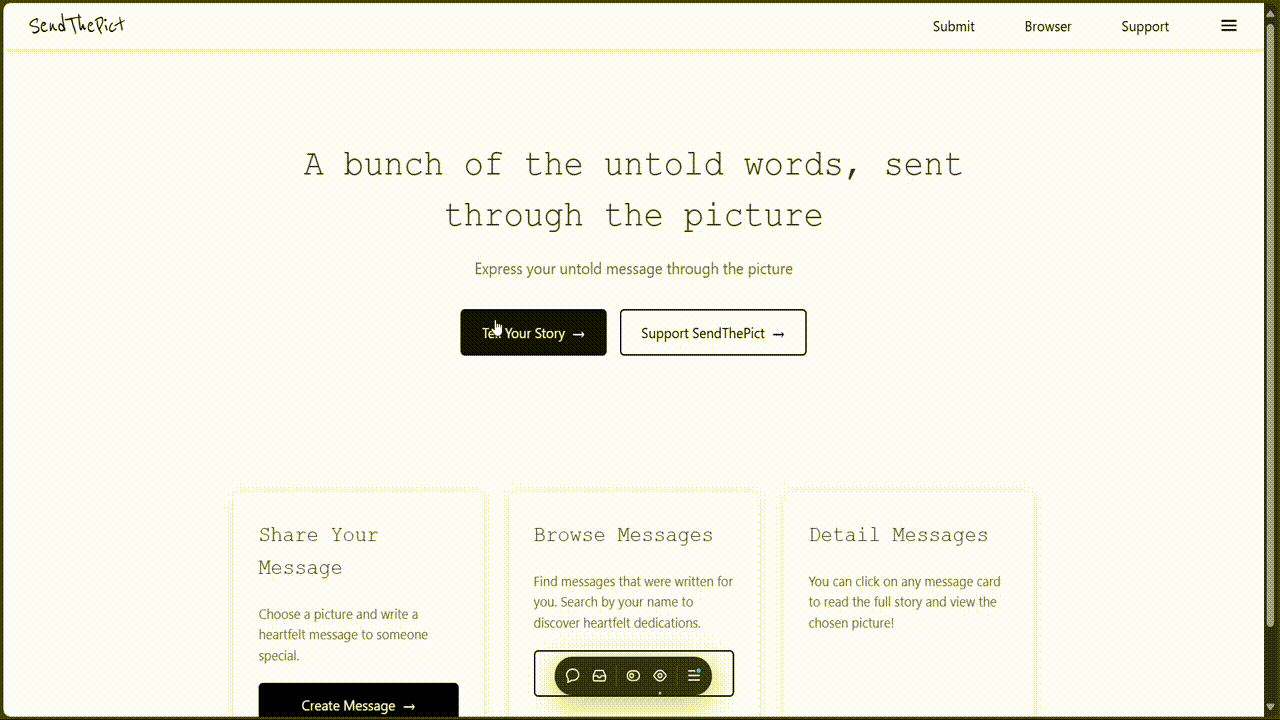 SendThePict
Submit
Browser
Support
A bunch of the untold words, sent
through the picture
Express your untold message through the picture
Tell Your Story →
Support SendThePict →
Share Your
Message
Choose a picture and write a
heartfelt message to someone
special.
Create Message →
Browse Messages
Find messages that were written for
you. Search by your name to
discover heartfelt dedications.
Detail Messages
You can click on any message card
to read the full story and view the
chosen picture!